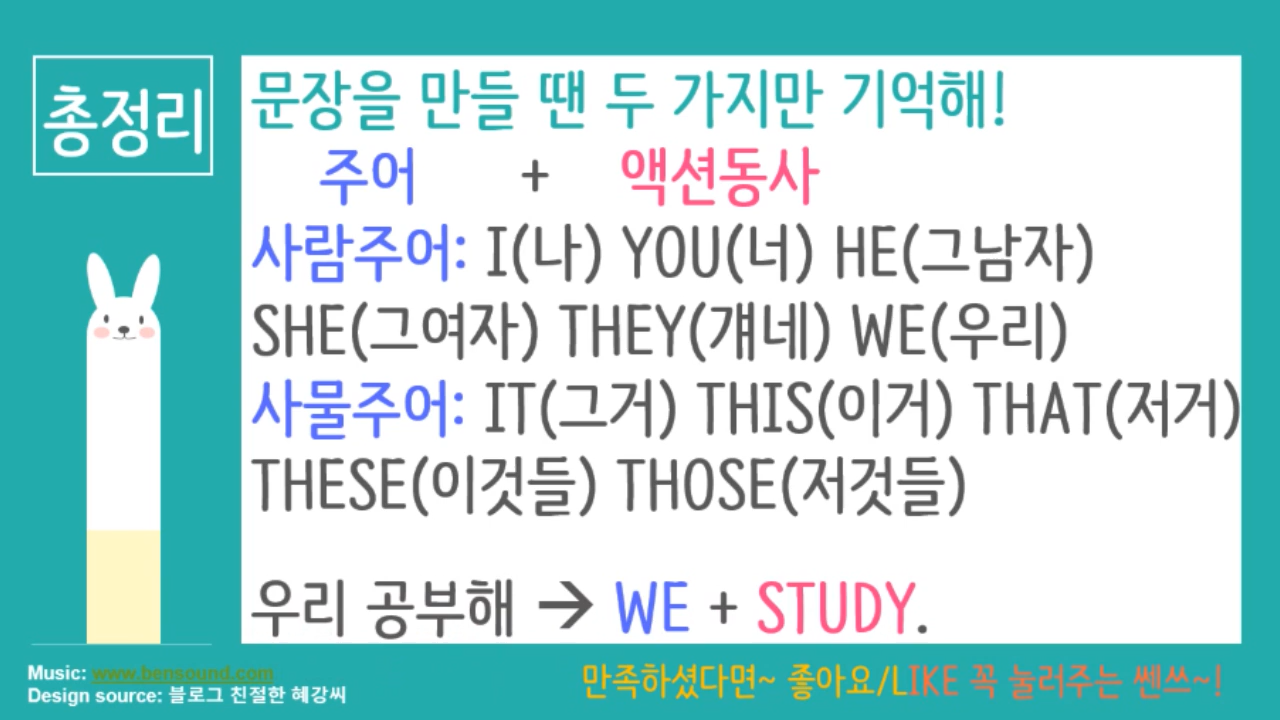 총정리
문장을 만들 땐 두 가지만 기억해!
주어 + 액션동사
사람주어: I(나) YOU(너) HE(그남자)
SHE(그여자) THEY(걔네) WE(우리)
사물주어: IT(그거) THIS(이거) THAT(저거)
THESE(이것들) THOSE(저것들)
우리 공부해 → WE + STUDY.
Music: www.bensound.com
Design source: 블로그 친절한 혜강씨
만족하셨다면~ 좋아요/LIKE 꼭 눌러주는 쎈쓰~!